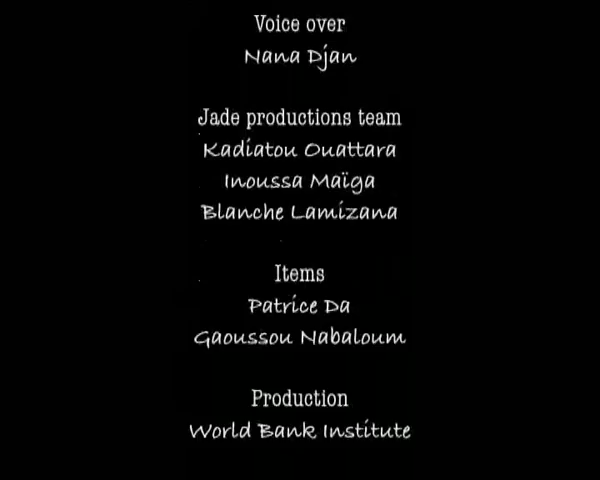 Voice over
Nana Djan
Jade productions team
Kadiatou Ouattara
Inoussa Maïga
Blanche Lamizana
Items
Patrice Da
Gaoussou Nabaloum
Production
World Bank Institute